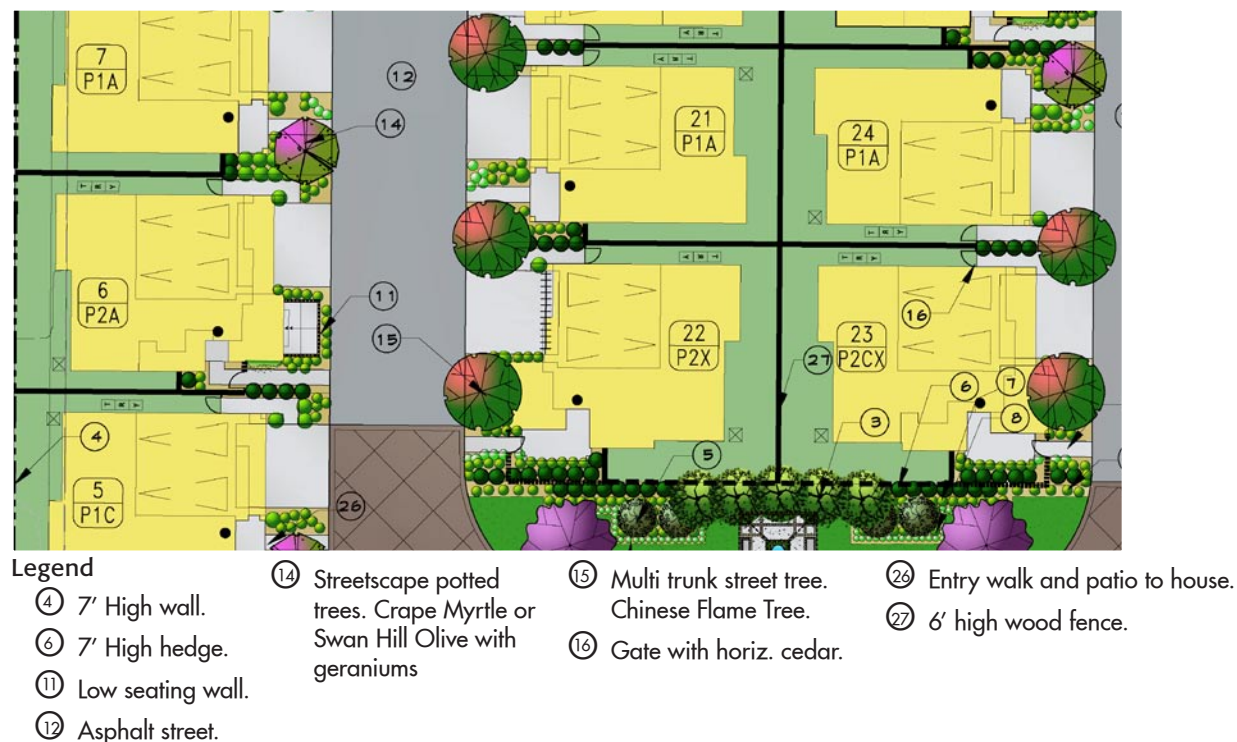 7
P1A
12
14
21
P1A
24
P1A
T R Y
6
P2A
11
15
22
P2X
16
23
P2CX
27
6
7
8
3
5
4
T R Y
5
P1C
26
Legend
4 7’ High wall.
6 7’ High hedge.
11 Low seating wall.
12 Asphalt street.
14 Streetscape potted
trees. Crape Myrtle or
Swan Hill Olive with
geraniums
15 Multi trunk street tree.
Chinese Flame Tree.
16 Gate with horiz. cedar.
26 Entry walk and patio to house.
27 6’ high wood fence.